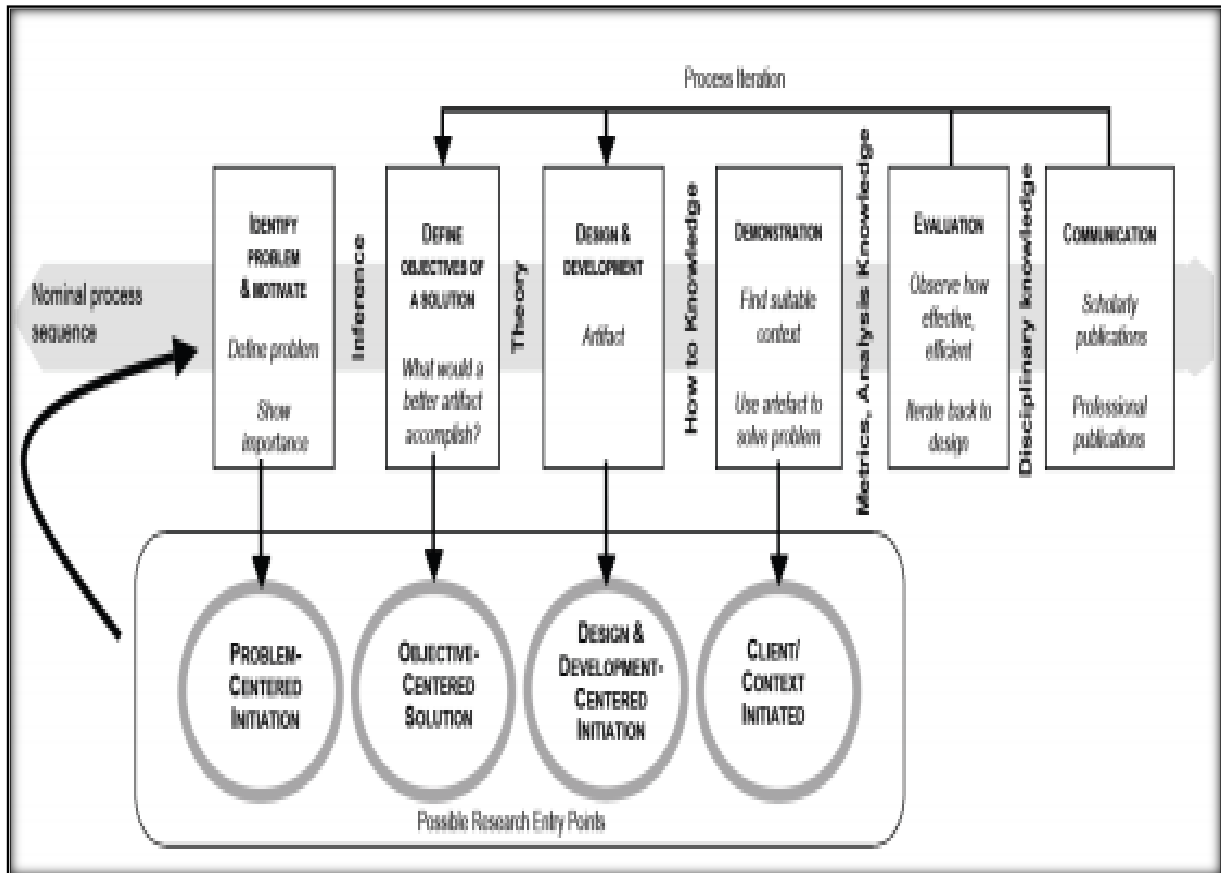 Process Iteration
Nominal process
sequence
IDENTIFY
PROBLEM
& MOTIVATE
Define problem
Show
importance
Inference
DEFINE
OBJECTIVES OF
A SOLUTION
What would a
better artifact
accomplish?
Theory
DESIGN &
DEVELOPMENT
Artifact
How to Knowledge
DEMONSTRATION
Find suitable
context
Use artefact to
solve problem
Metrics, Analysis Knowledge
EVALUATION
Observe how
effective,
efficient
Iterate back to
design
Disciplinary knowledge
COMMUNICATION
Scholarly
publications
Professional
publications
PROBLEM-
CENTERED
INITIATION
OBJECTIVE-
CENTERED
SOLUTION
DESIGN &
DEVELOPMENT-
CENTERED
INITIATION
CLIENT/
CONTEXT
INITIATED
Possible Research Entry Points